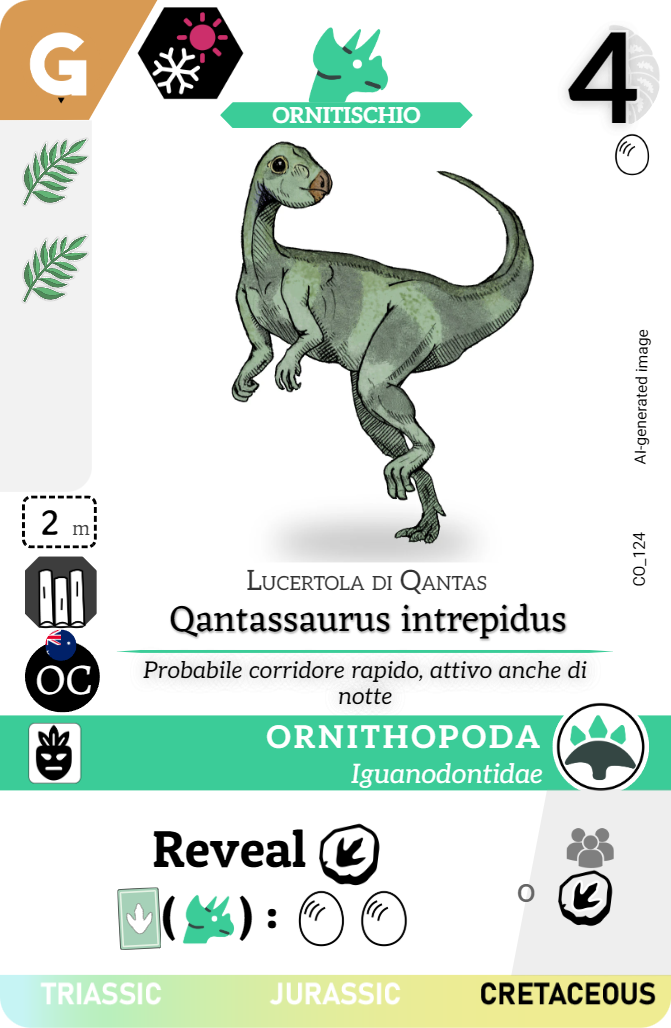 G
4
ORNITISCHIO
AI-generated image
CO_124
2 m
OC
LUCERTOLA DI QANTAS
Qantassaurus intrepidus
Probabile corridore rapido, attivo anche di
notte
ORNITHOPODA
Iguanodontidae
Reveal
( ) :
O
TRIASSIC JURASSIC CRETACEOUS